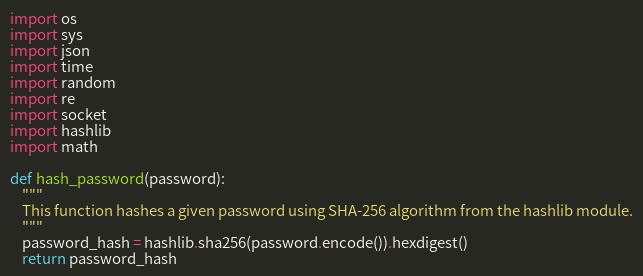 import os
import sys
import json
import time
import random
import re
import socket
import hashlib
import math

def hash_password(password):
    """
    This function hashes a given password using SHA-256 algorithm from the hashlib module.
    """
    password_hash = hashlib.sha256(password.encode()).hexdigest()
    return password_hash